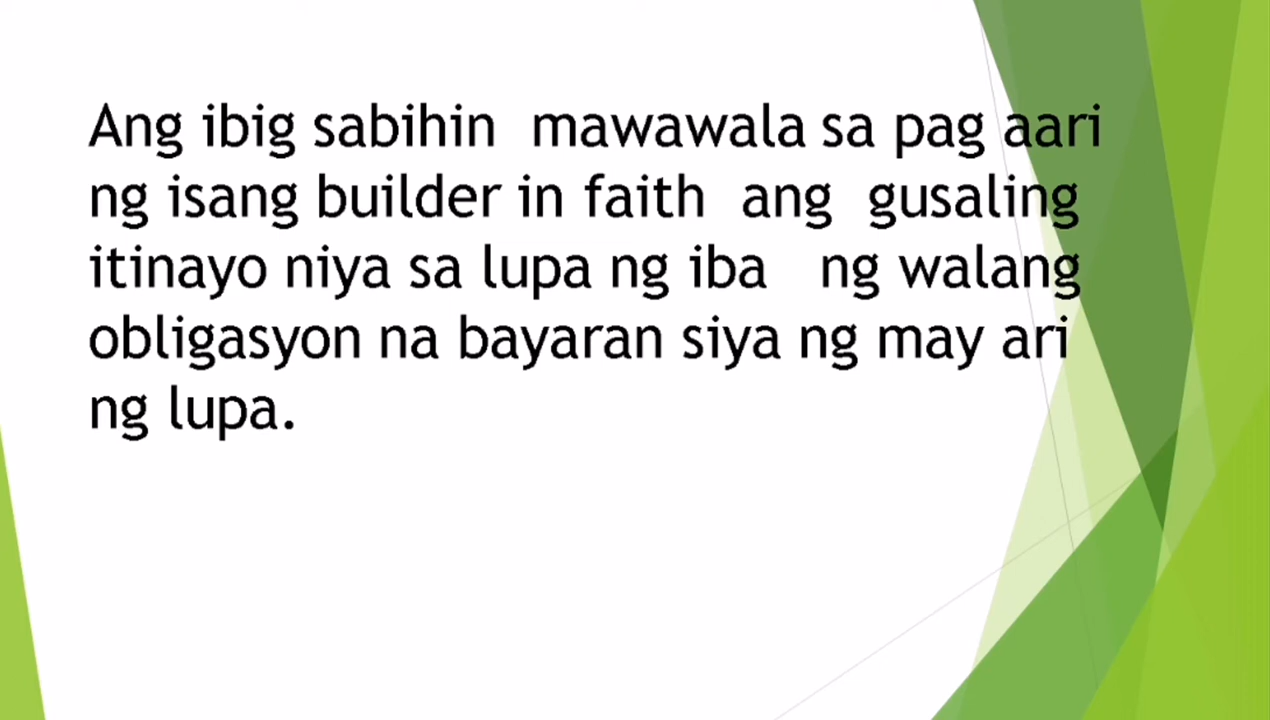 Ang ibig sabihin mawawala sa pag aari
ng isang builder in faith ang gusaling
itinayo niya sa lupa ng iba ng walang
obligasyon na bayaran siya ng may ari
ng lupa.